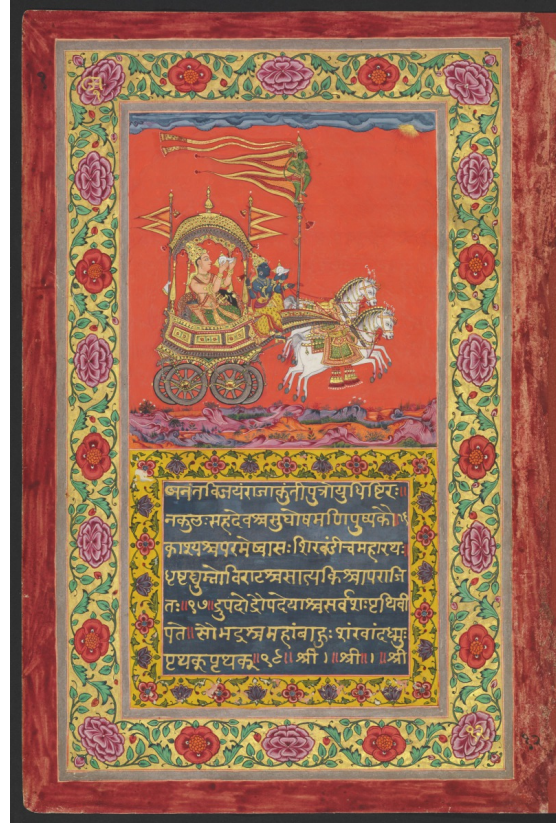 अनंतविजयंराजाकुंतीपुत्रोयुधिष्टिरः॥
नकुलःसहदेवश्चसुघोषमणिपुष्पकौ॥
काश्यश्चपरमेष्वासःशिखंडीचमहारथः
धृष्टद्युम्नोविराटश्चसात्यकिश्चापराजि
तः॥१७॥द्रुपदोद्रौपदेयाश्चसर्वशःपृथिवी
पते॥सौभद्रश्चमहांबाहुःशंखांदध्मुः
पृथक्पृथक्॥१८॥श्री।॥श्री॥।॥श्री